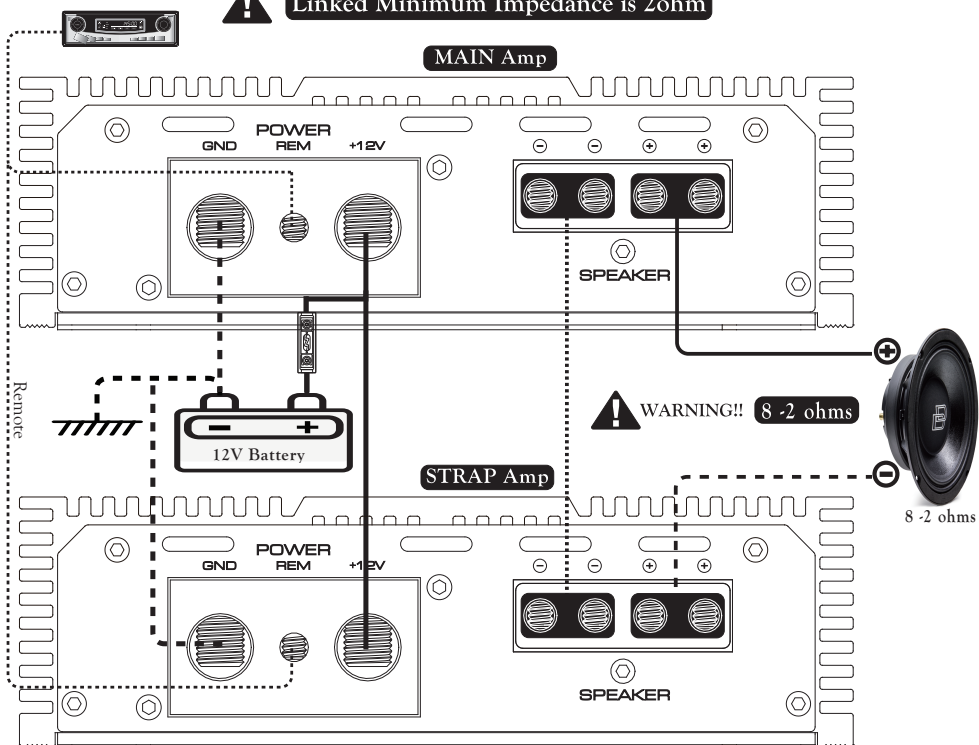 Linked Minimum Impedance is 2ohm
MAIN Amp
POWER
GND REM +12V
SPEAKER
Remote
12V Battery
WARNING!! 8 -2 ohms
8 -2 ohms
STRAP Amp
POWER
GND REM +12V
SPEAKER